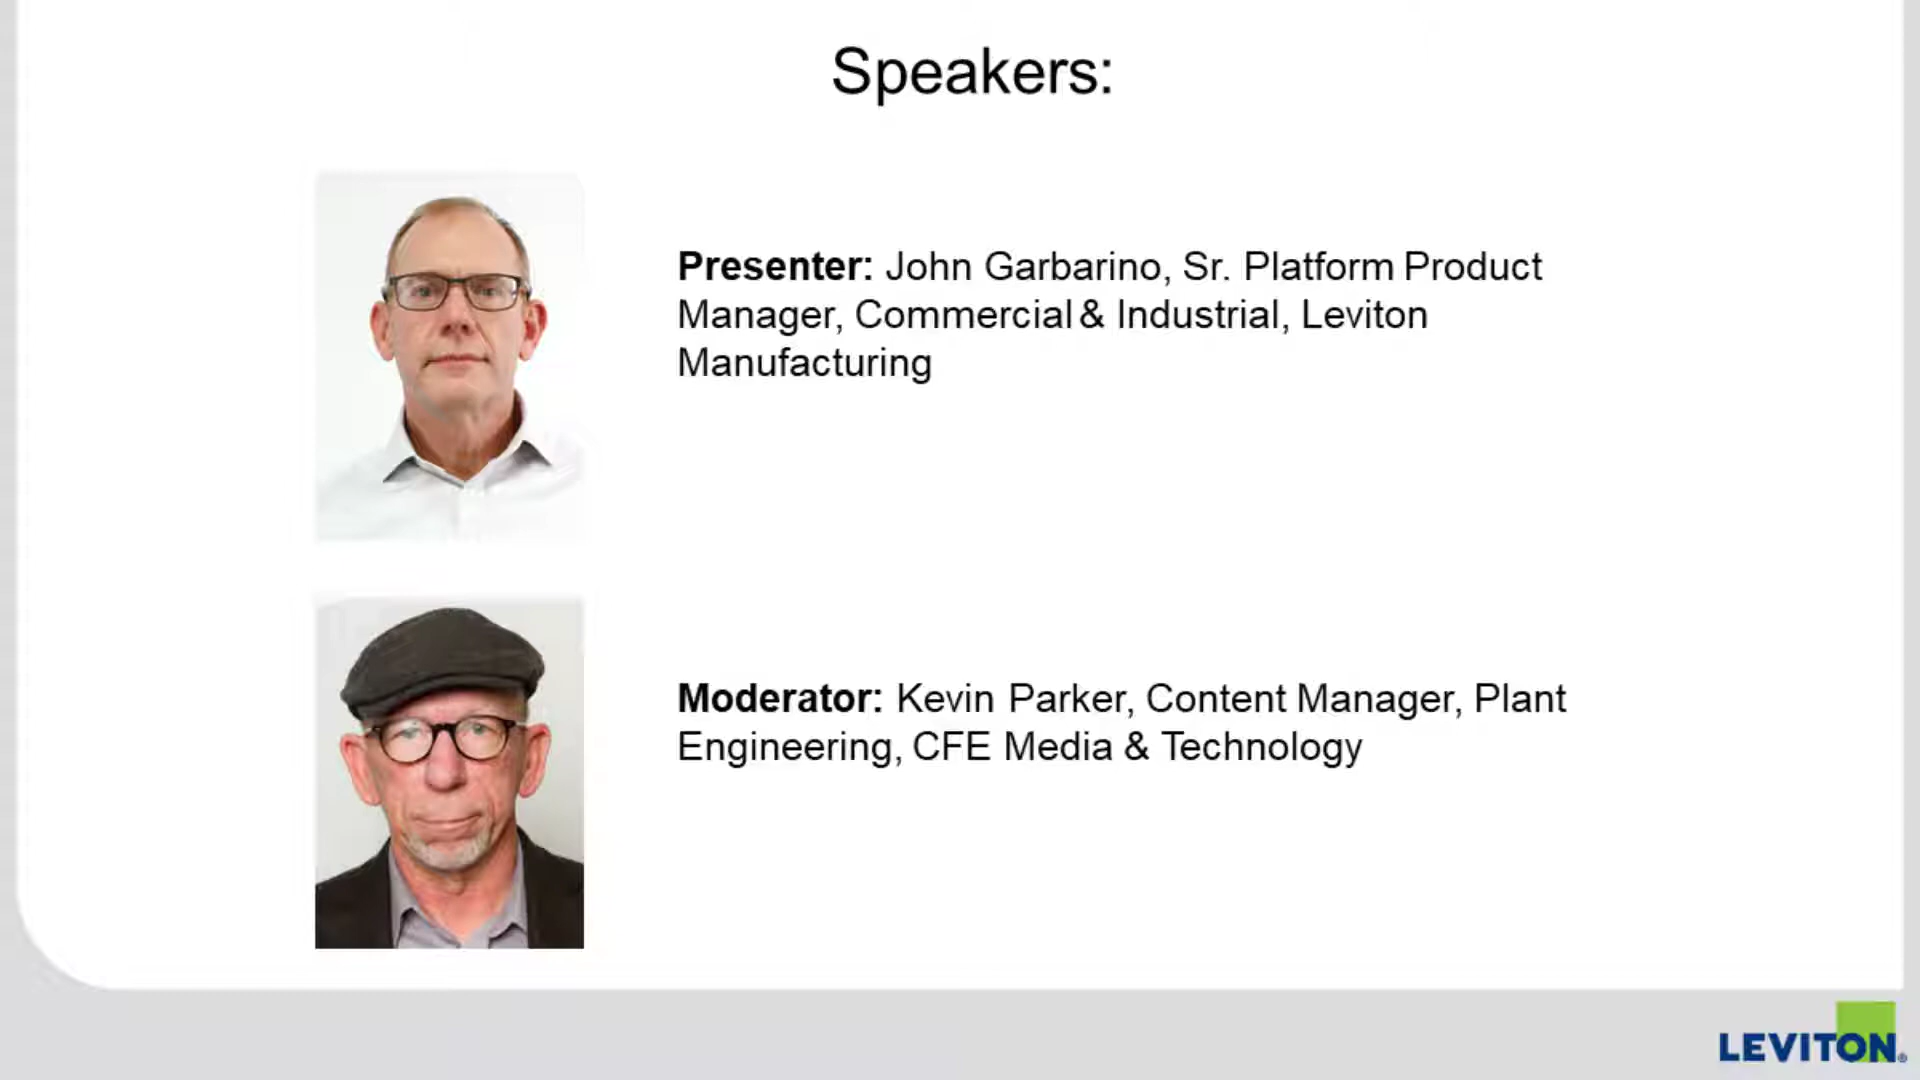 Speakers:
Presenter: John Garbarino, Sr. Platform Product
Manager, Commercial & Industrial, Leviton
Manufacturing
Moderator: Kevin Parker, Content Manager, Plant
Engineering, CFE Media & Technology
LEVITON®